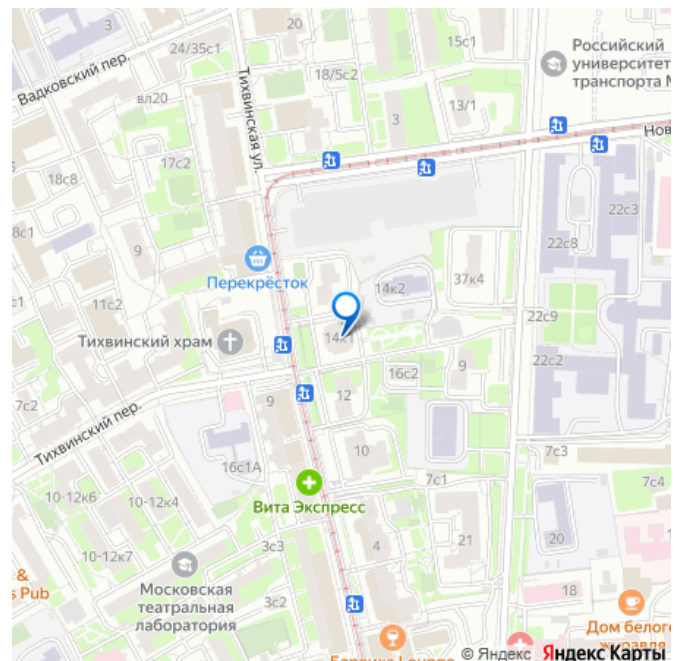 3
24/35с1
20
15с1
Российский
университет
транспорта М
Вадковский пер.
вл20
Тихвинская ул.
18/5с2
13/1
3
Нов
17с2
18с8
22с3
8с1
9
22с8
Перекрёсток
14к2
37к4
11с2
22с9
Тихвинский храм
14к1
22с2
16с2
9
7с2
12
9
Тихвинский пер.
10
7с3
16с1А
7с1
7с4
10-12к6
10-12к4
Вита Экспресс
21
20
10-12к7
3с3
4
&
s Pub
Московская
театральная
лаборатория
18
3с2
Дом белого
журавля
Барвиха Lounge
© Яндекс Яндекс Карты